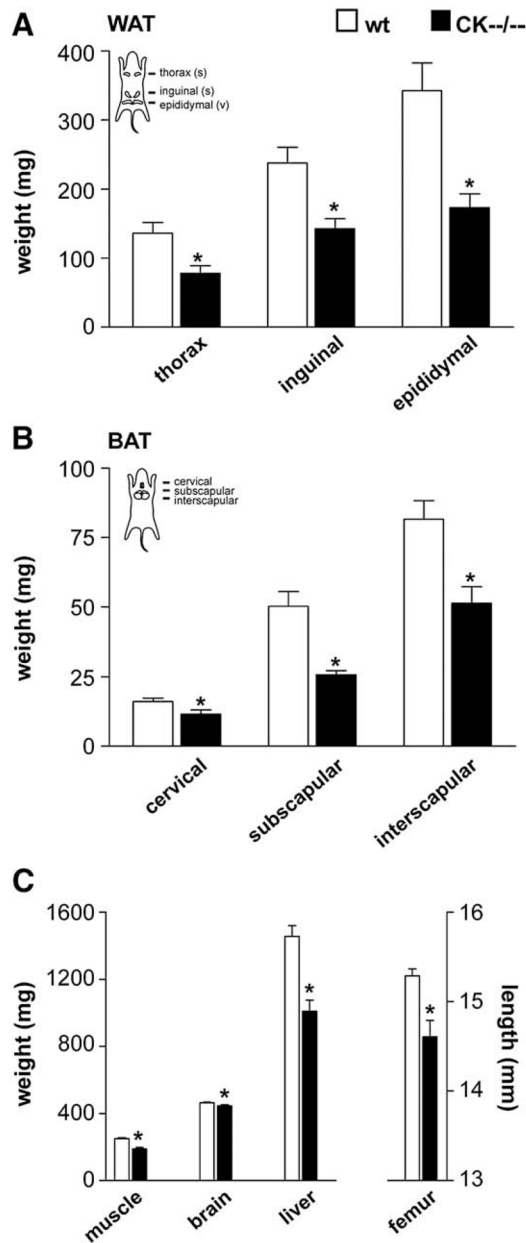 A WAT
wt CK--/--
weight (mg)
400
300
200
100
0
thorax (s)
inguinal (s)
epididymal (v)
*
*
*
thorax
inguinal
epididymal
B BAT
weight (mg)
100
75
50
25
0
cervical
subscapular
interscapular
*
*
*
cervical
subscapular
interscapular
C
weight (mg)
1600
1200
800
400
0
*
*
*
*
16
15
14
13
length (mm)
muscle
brain
liver
femur